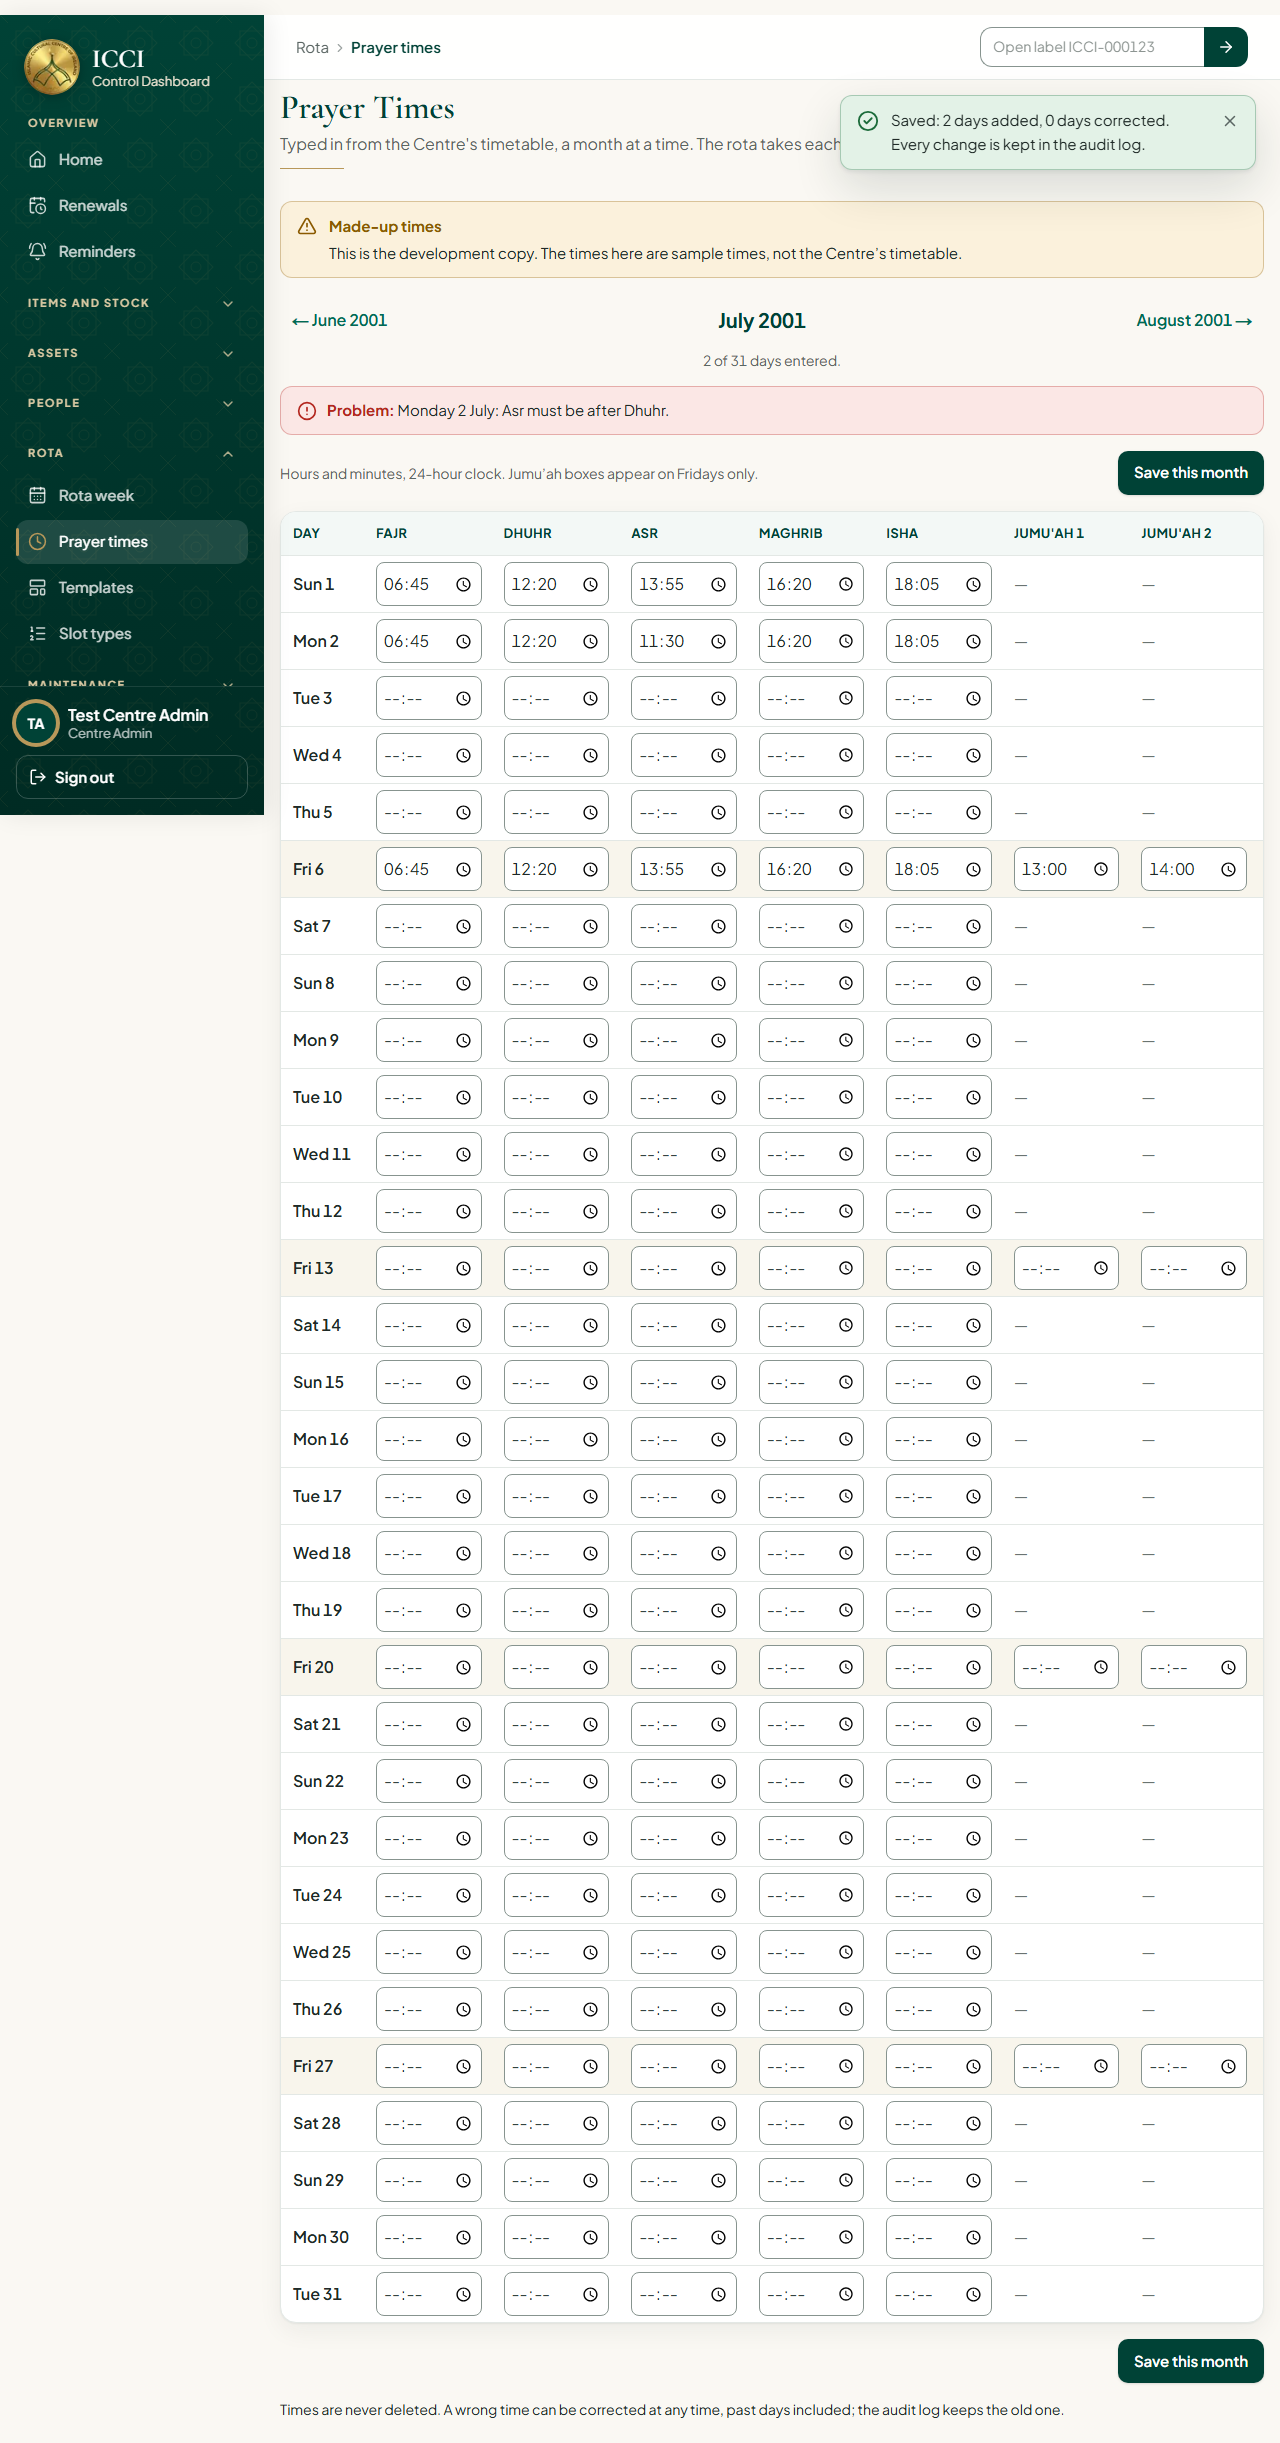 ICCI
Control Dashboard
OVERVIEW
Home
Renewals
Reminders
ITEMS AND STOCK
ASSETS
PEOPLE
ROTA
Rota week
Prayer times
Templates
Slot types
MAINTENANCE
TA
Test Centre Admin
Centre Admin
Sign out
Rota > Prayer times
Open label ICCI-000123
Prayer Times
Typed in from the Centre's timetable, a month at a time. The rota takes each
Saved: 2 days added, 0 days corrected.
Every change is kept in the audit log.
Made-up times
This is the development copy. The times here are sample times, not the Centre's timetable.
← June 2001
July 2001
August 2001 →
2 of 31 days entered.
Problem: Monday 2 July: Asr must be after Dhuhr.
Hours and minutes, 24-hour clock. Jumu'ah boxes appear on Fridays only.
Save this month
DAY FAJR DHUHR ASR MAGHRIB ISHA JUMU'AH 1 JUMU'AH 2
Sun 1 06:45 12:20 13:55 16:20 18:05 — —
Mon 2 06:45 12:20 11:30 16:20 18:05 — —
Tue 3 --:-- --:-- --:-- --:-- --:-- — —
Wed 4 --:-- --:-- --:-- --:-- --:-- — —
Thu 5 --:-- --:-- --:-- --:-- --:-- — —
Fri 6 06:45 12:20 13:55 16:20 18:05 13:00 14:00
Sat 7 --:-- --:-- --:-- --:-- --:-- — —
Sun 8 --:-- --:-- --:-- --:-- --:-- — —
Mon 9 --:-- --:-- --:-- --:-- --:-- — —
Tue 10 --:-- --:-- --:-- --:-- --:-- — —
Wed 11 --:-- --:-- --:-- --:-- --:-- — —
Thu 12 --:-- --:-- --:-- --:-- --:-- — —
Fri 13 --:-- --:-- --:-- --:-- --:-- --:-- --:--
Sat 14 --:-- --:-- --:-- --:-- --:-- — —
Sun 15 --:-- --:-- --:-- --:-- --:-- — —
Mon 16 --:-- --:-- --:-- --:-- --:-- — —
Tue 17 --:-- --:-- --:-- --:-- --:-- — —
Wed 18 --:-- --:-- --:-- --:-- --:-- — —
Thu 19 --:-- --:-- --:-- --:-- --:-- — —
Fri 20 --:-- --:-- --:-- --:-- --:-- --:-- --:--
Sat 21 --:-- --:-- --:-- --:-- --:-- — —
Sun 22 --:-- --:-- --:-- --:-- --:-- — —
Mon 23 --:-- --:-- --:-- --:-- --:-- — —
Tue 24 --:-- --:-- --:-- --:-- --:-- — —
Wed 25 --:-- --:-- --:-- --:-- --:-- — —
Thu 26 --:-- --:-- --:-- --:-- --:-- — —
Fri 27 --:-- --:-- --:-- --:-- --:-- --:-- --:--
Sat 28 --:-- --:-- --:-- --:-- --:-- — —
Sun 29 --:-- --:-- --:-- --:-- --:-- — —
Mon 30 --:-- --:-- --:-- --:-- --:-- — —
Tue 31 --:-- --:-- --:-- --:-- --:-- — —
Save this month
Times are never deleted. A wrong time can be corrected at any time, past days included; the audit log keeps the old one.